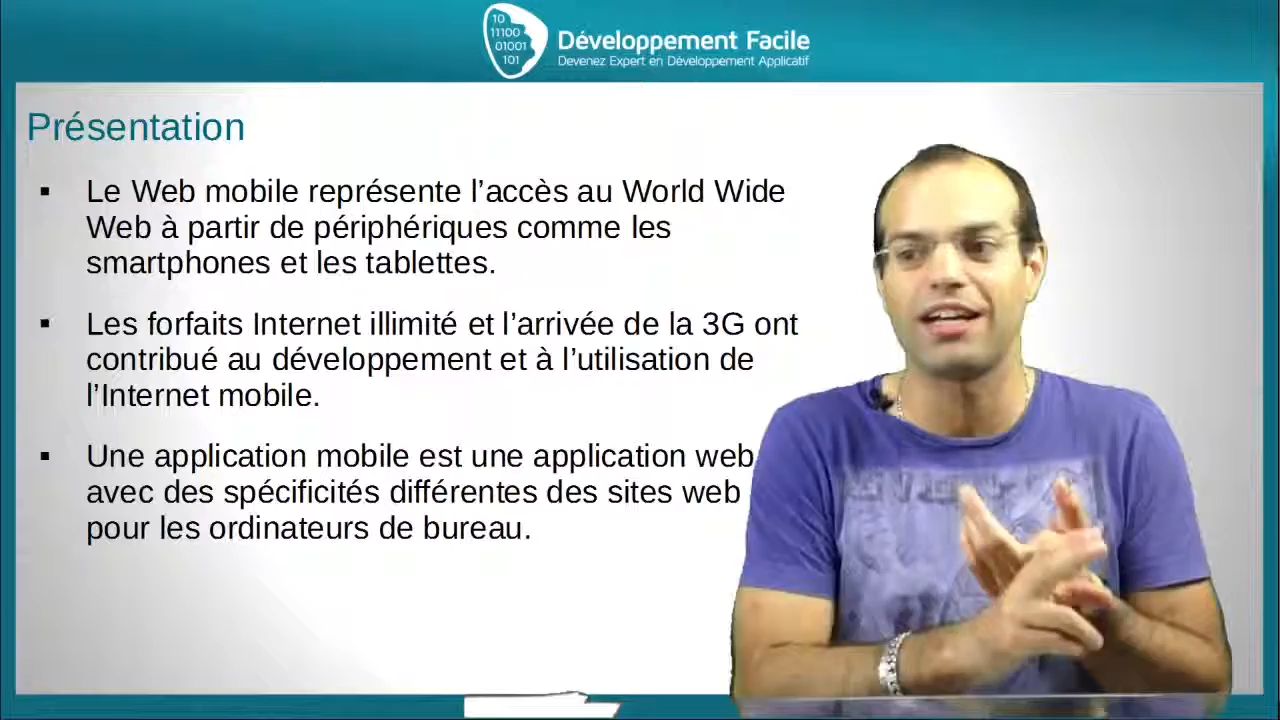 10
11100
01001
101
Développement Facile
Devenez Expert en Développement Applicatif
Présentation
▪ Le Web mobile représente l’accès au World Wide
Web à partir de périphériques comme les
smartphones et les tablettes.
▪ Les forfaits Internet illimité et l’arrivée de la 3G ont
contribué au développement et à l’utilisation de
l’Internet mobile.
▪ Une application mobile est une application web
avec des spécificités différentes des sites web
pour les ordinateurs de bureau.